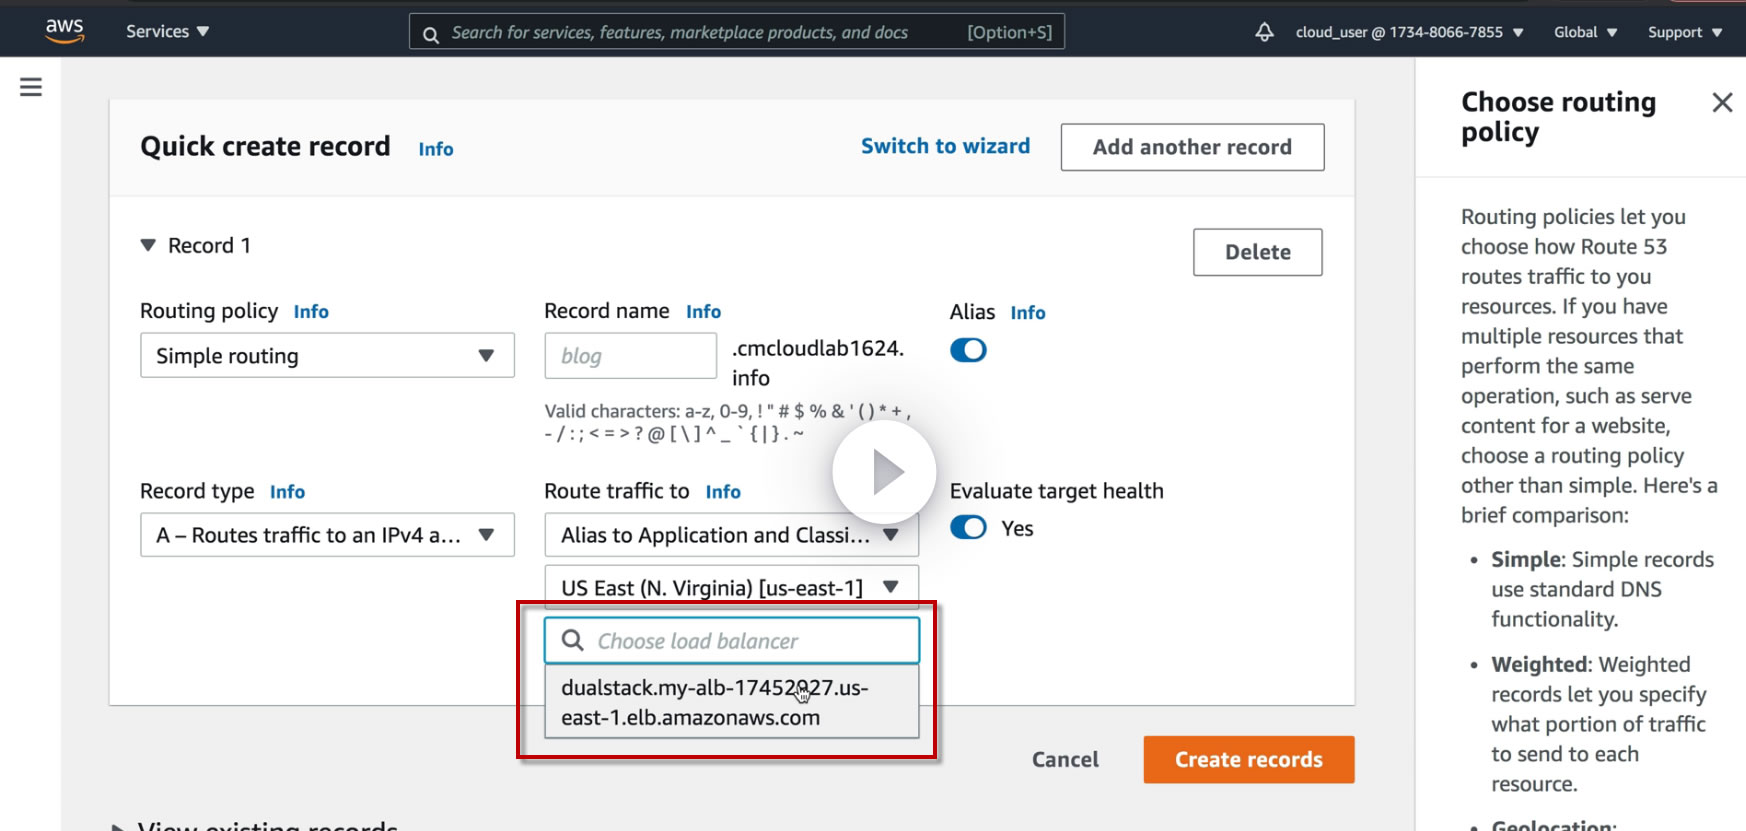 aws
Services
Search for services, features, marketplace products, and docs
[Option+S]
cloud_user @ 1734-8066-7855
Global
Support
Quick create record
Info
Switch to wizard
Add another record
Record 1
Delete
Routing policy Info
Simple routing
Record name Info
blog
.cmcloudlab1624.
info
Valid characters: a-z, 0-9, ! " # $ % & ' ( ) * + ,
- / : ; < = > ? @ [ \ ] ^ _ ` { | } . ~
Alias Info
Record type Info
A – Routes traffic to an IPv4 a...
Route traffic to Info
Alias to Application and Classi...
US East (N. Virginia) [us-east-1]
Choose load balancer
dualstack.my-alb-17452927.us-
east-1.elb.amazonaws.com
Evaluate target health
Yes
Cancel
Create records
View existing records
Choose routing
policy
Routing policies let you
choose how Route 53
routes traffic to you
resources. If you have
multiple resources that
perform the same
operation, such as serve
content for a website,
choose a routing policy
other than simple. Here's a
brief comparison:
• Simple: Simple records
use standard DNS
functionality.
• Weighted: Weighted
records let you specify
what portion of traffic
to send to each
resource.
• Geolocation: